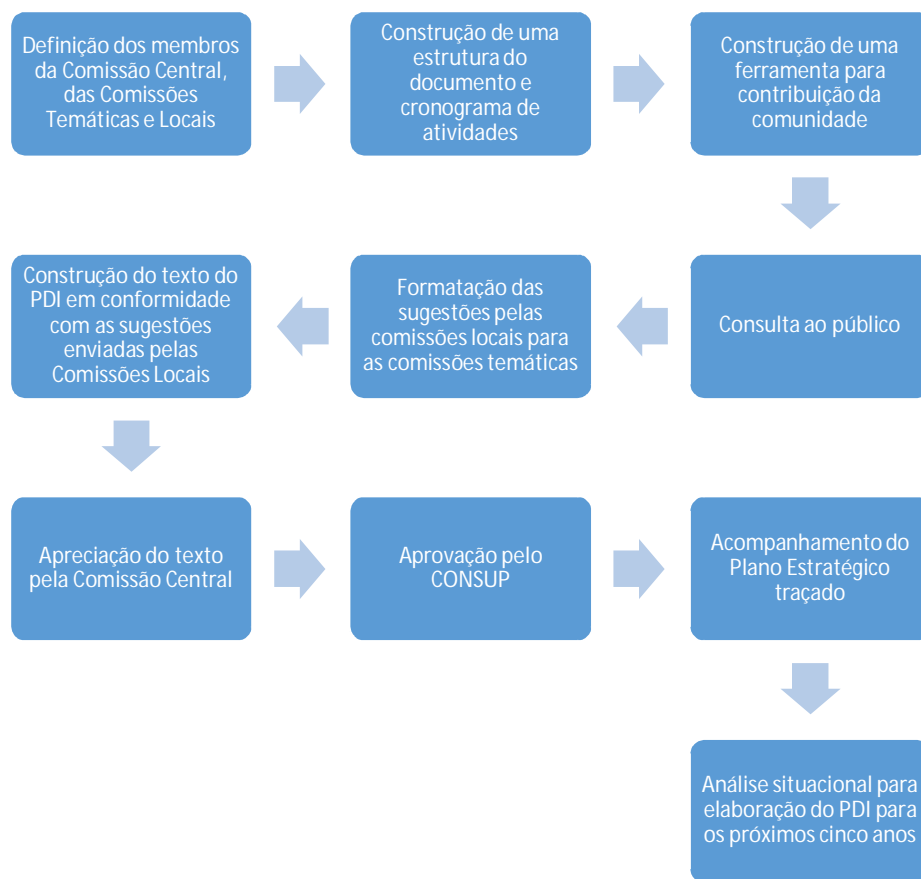 Definição dos membros
da Comissão Central,
das Comissões
Temáticas e Locais
Construção de uma
estrutura do
documento e
cronograma de
atividades
Construção de uma
ferramenta para
contribuição da
comunidade
Consulta ao público
Formatação das
sugestões pelas
comissões locais para
as comissões temáticas
Construção do texto do
PDI em conformidade
com as sugestões
enviadas pelas
Comissões Locais
Apreciação do texto
pela Comissão Central
Aprovação pelo
CONSUP
Acompanhamento do
Plano Estratégico
traçado
Análise situacional para
elaboração do PDI para
os próximos cinco anos